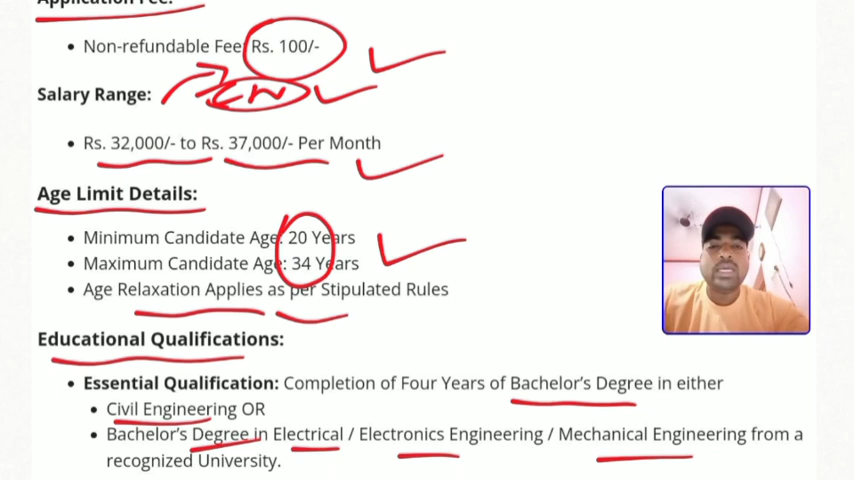 Application Fee:
• Non-refundable Fee: Rs. 100/-
Salary Range:
• Rs. 32,000/- to Rs. 37,000/- Per Month
Age Limit Details:
• Minimum Candidate Age: 20 Years
• Maximum Candidate Age: 34 Years
• Age Relaxation Applies as per Stipulated Rules
Educational Qualifications:
• Essential Qualification: Completion of Four Years of Bachelor’s Degree in either
• Civil Engineering OR
• Bachelor’s Degree in Electrical / Electronics Engineering / Mechanical Engineering from a
recognized University.